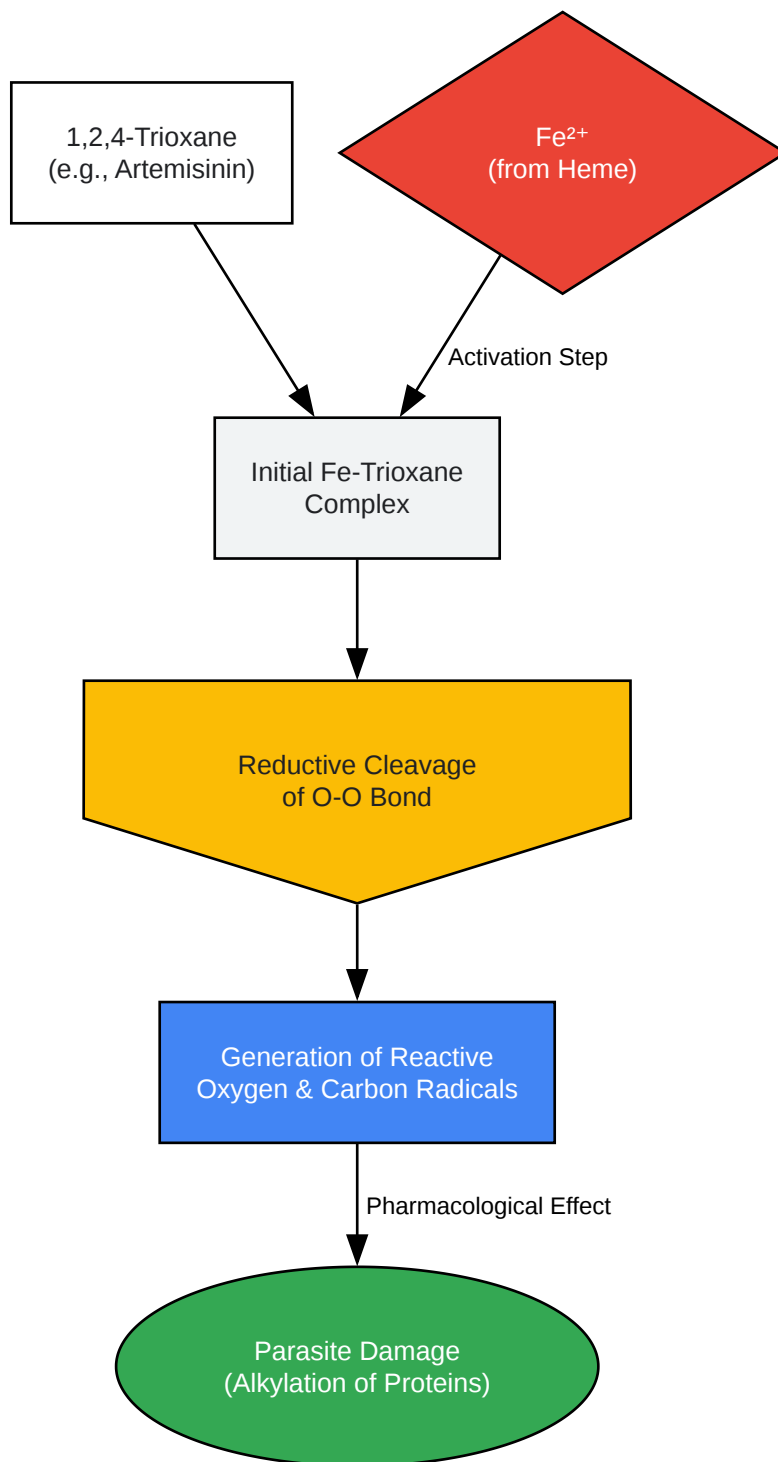 1,2,4-Trioxane
(e.g., Artemisinin)
Fe²⁺
(from Heme)
Activation Step
Initial Fe-Trioxane
Complex
Reductive Cleavage
of O-O Bond
Generation of Reactive
Oxygen & Carbon Radicals
Pharmacological Effect
Parasite Damage
(Alkylation of Proteins)